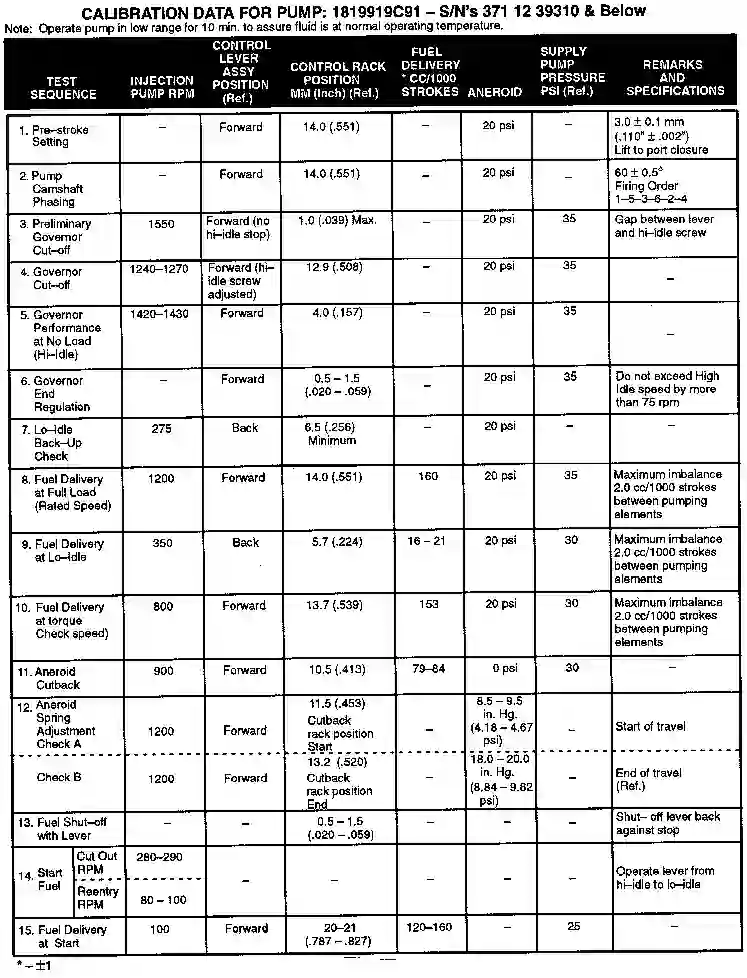 CALIBRATION DATA FOR PUMP: 1819919C91 – S/N's 371 12 39310 & Below
Note: Operate pump in low range for 10 min. to assure fluid is at normal operating temperature.
TEST SEQUENCE | INJECTION PUMP RPM | CONTROL LEVER ASSY POSITION (Ref.) | CONTROL RACK POSITION MM (Inch) (Ref.) | FUEL DELIVERY * CC/1000 STROKES | ANEROID | SUPPLY PUMP PRESSURE PSI (Ref.) | REMARKS AND SPECIFICATIONS
1. Pre–stroke Setting | – | Forward | 14.0 (.551) | – | 20 psi | – | 3.0 ± 0.1 mm (.110" ± .002") Lift to port closure
2. Pump Camshaft Phasing | – | Forward | 14.0 (.551) | – | 20 psi | – | 60 ± 0.5° Firing Order 1–5–3–6–2–4
3. Preliminary Governor Cut–off | 1550 | Forward (no hi–idle stop) | 1.0 (.039) Max. | – | 20 psi | 35 | Gap between lever and hi–idle screw
4. Governor Cut–off | 1240–1270 | Forward (hi–idle screw adjusted) | 12.9 (.508) | – | 20 psi | 35 | –
5. Governor Performance at No Load (Hi–Idle) | 1420–1430 | Forward | 4.0 (.157) | – | 20 psi | 35 | –
6. Governor End Regulation | – | Forward | 0.5 – 1.5 (.020 – .059) | – | 20 psi | 35 | Do not exceed High Idle speed by more than 75 rpm
7. Lo–Idle Back–Up Check | 275 | Back | 6.5 (.256) Minimum | – | 20 psi | – | –
8. Fuel Delivery at Full Load (Rated Speed) | 1200 | Forward | 14.0 (.551) | 160 | 20 psi | 35 | Maximum imbalance 2.0 cc/1000 strokes between pumping elements
9. Fuel Delivery at Lo–Idle | 350 | Back | 5.7 (.224) | 16 – 21 | 20 psi | 30 | Maximum imbalance 2.0 cc/1000 strokes between pumping elements
10. Fuel Delivery at torque Check speed) | 800 | Forward | 13.7 (.539) | 153 | 20 psi | 30 | Maximum imbalance 2.0 cc/1000 strokes between pumping elements
11. Aneroid Cutback | 900 | Forward | 10.5 (.413) | 79–84 | 0 psi | 30 | –
12. Aneroid Spring Adjustment Check A | 1200 | Forward | 11.5 (.453) Cutback rack position Start | – | 8.5 – 9.5 in. Hg. (4.18 – 4.67 psi) | – | Start of travel
Check B | 1200 | Forward | 13.2 (.520) Cutback rack position End | – | 18.0 – 20.0 in. Hg. (8.84 – 9.82 psi) | – | End of travel (Ref.)
13. Fuel Shut–off with Lever | – | – | 0.5 – 1.5 (.020 – .059) | – | – | – | Shut– off lever back against stop
14. Start Fuel | Cut Out RPM | 280–290 | – | – | – | – | – | Operate lever from hi–idle to lo–idle
Reentry RPM | 80 – 100
15. Fuel Delivery at Start | 100 | Forward | 20–21 (.787 – .827) | 120–160 | – | 25 | –
* – ±1